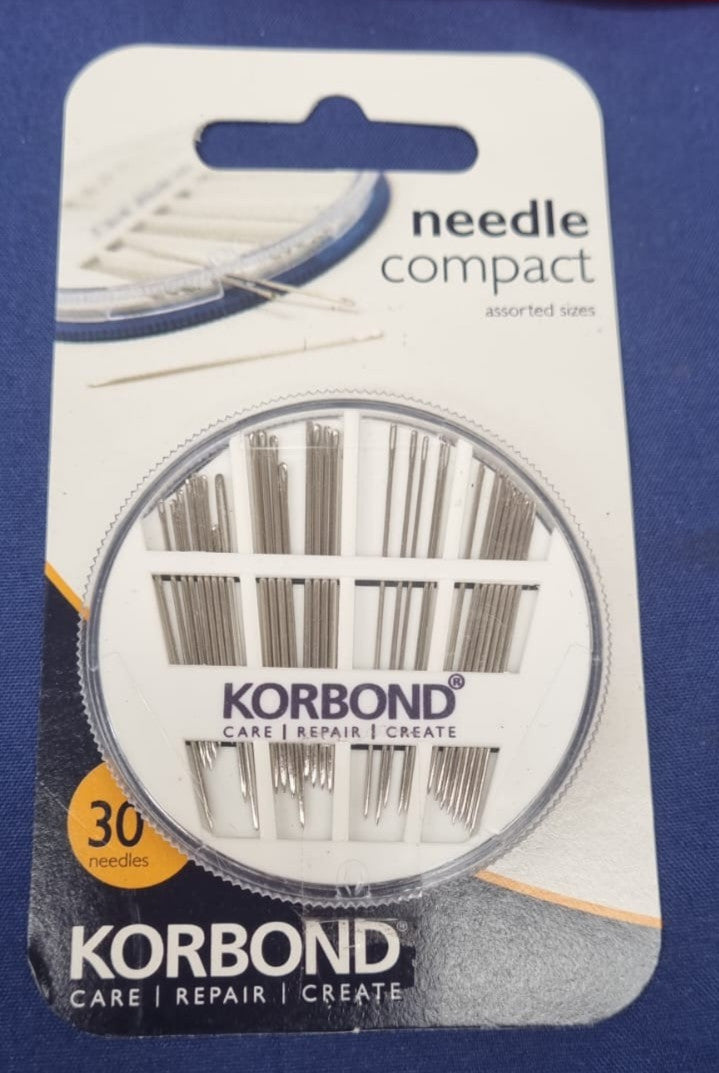 needle
compact
assorted sizes
KORBOND®
CARE | REPAIR | CREATE
30
needles
KORBOND
CARE | REPAIR | CREATE